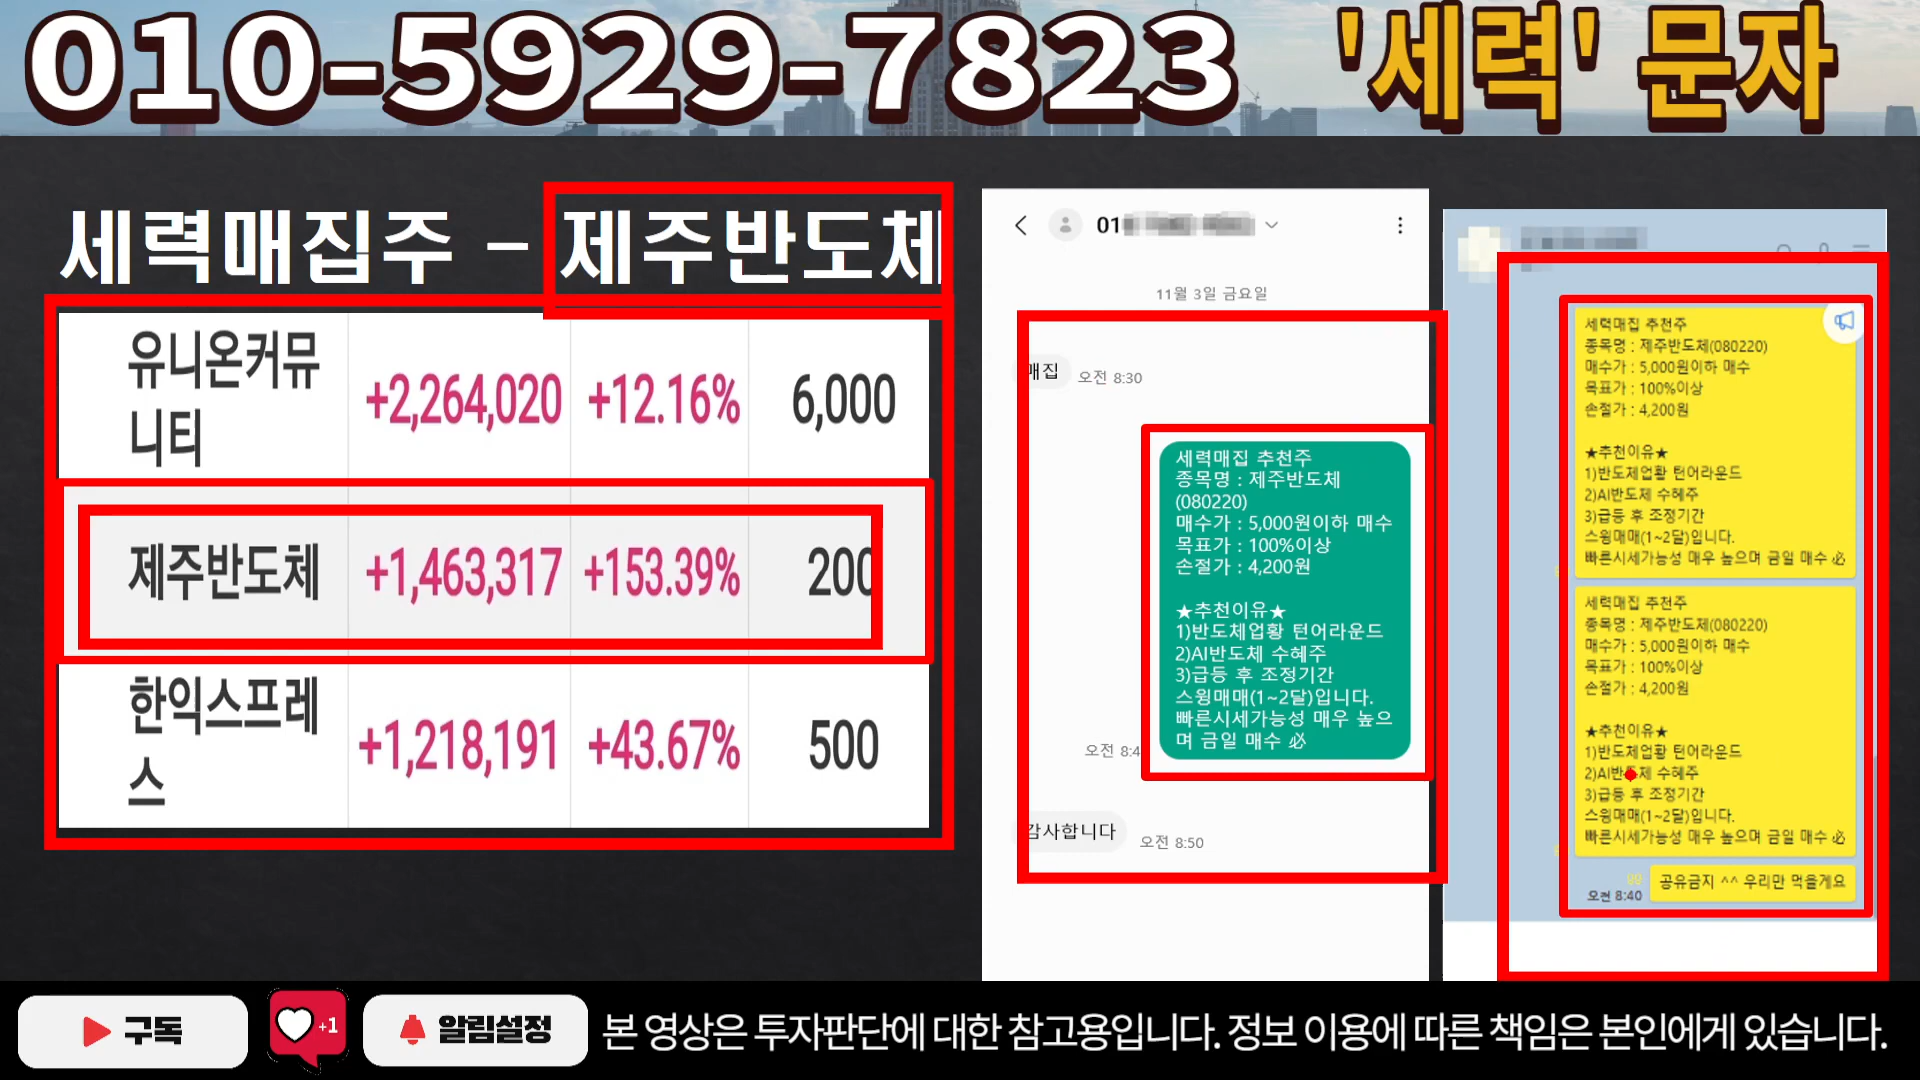 010-5929-7823 '세력' 문자
세력매집주 - 제주반도체
유니온커뮤
니티
+2,264,020 +12.16% 6,000
제주반도체 +1,463,317 +153.39% 200
한익스프레
스
+1,218,191 +43.67% 500
01
11월 3일 금요일
매집 오전 8:30
세력매집 추천주
종목명 : 제주반도체
(080220)
매수가 : 5,000원이하 매수
목표가 : 100%이상
손절가 : 4,200원
★추천이유★
1)반도체업황 턴어라운드
2)AI반도체 수혜주
3)급등 후 조정기간
스윙매매(1~2달)입니다.
빠른시세가능성 매우 높으
며 금일 매수 必
오전 8:4
감사합니다 오전 8:50
세력매집 추천주
종목명 : 제주반도체(080220)
매수가 : 5,000원이하 매수
목표가 : 100%이상
손절가 : 4,200원
★추천이유★
1)반도체업황 턴어라운드
2)AI반도체 수혜주
3)급등 후 조정기간
스윙매매(1~2달)입니다.
빠른시세가능성 매우 높으며 금일 매수 必
세력매집 추천주
종목명 : 제주반도체(080220)
매수가 : 5,000원이하 매수
목표가 : 100%이상
손절가 : 4,200원
★추천이유★
1)반도체업황 턴어라운드
2)AI반도체 수혜주
3)급등 후 조정기간
스윙매매(1~2달)입니다.
빠른시세가능성 매우 높으며 금일 매수 必
오전 8:40 공유금지 ^^ 우리만 먹을게요
구독 +1 알림설정 본 영상은 투자판단에 대한 참고용입니다. 정보 이용에 따른 책임은 본인에게 있습니다.